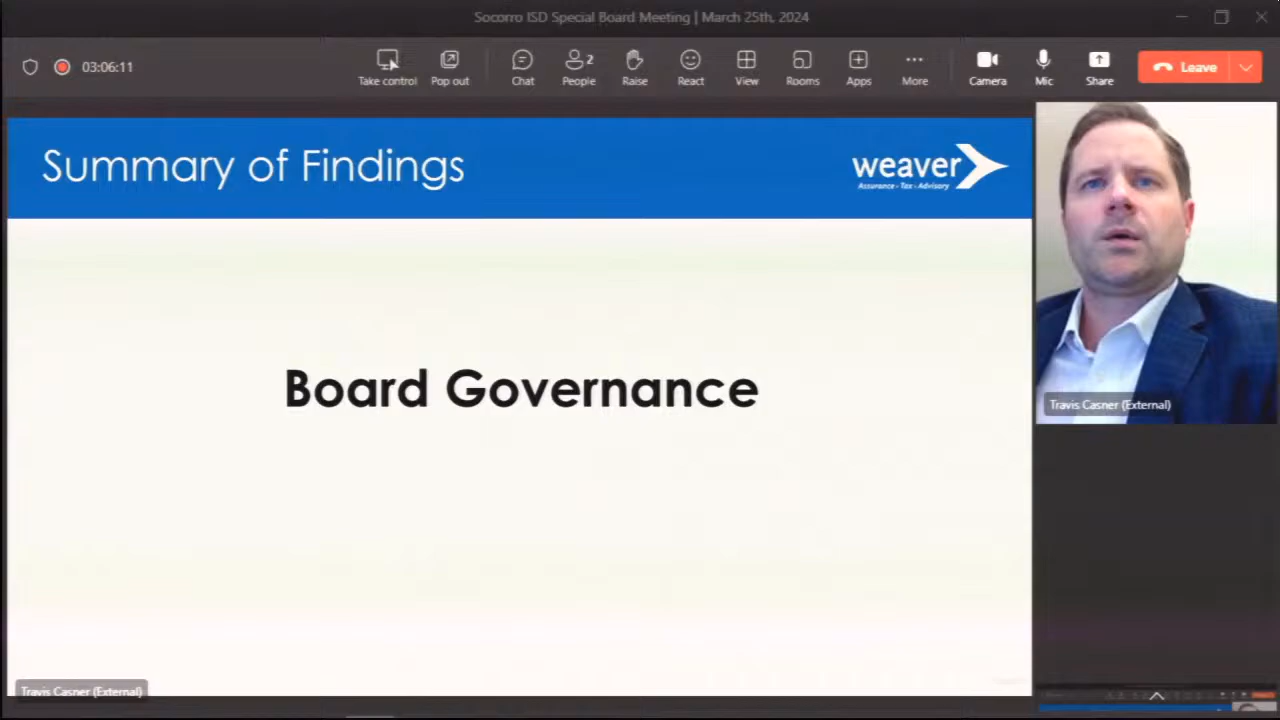 Socorro ISD Special Board Meeting | March 25th, 2024
03:06:11
Take control
Pop out
Chat
2
People
Raise
React
View
Rooms
Apps
More
Camera
Mic
Share
Leave
Summary of Findings
weaver
Assurance • Tax • Advisory
Board Governance
Travis Casner (External)
Travis Casner (External)